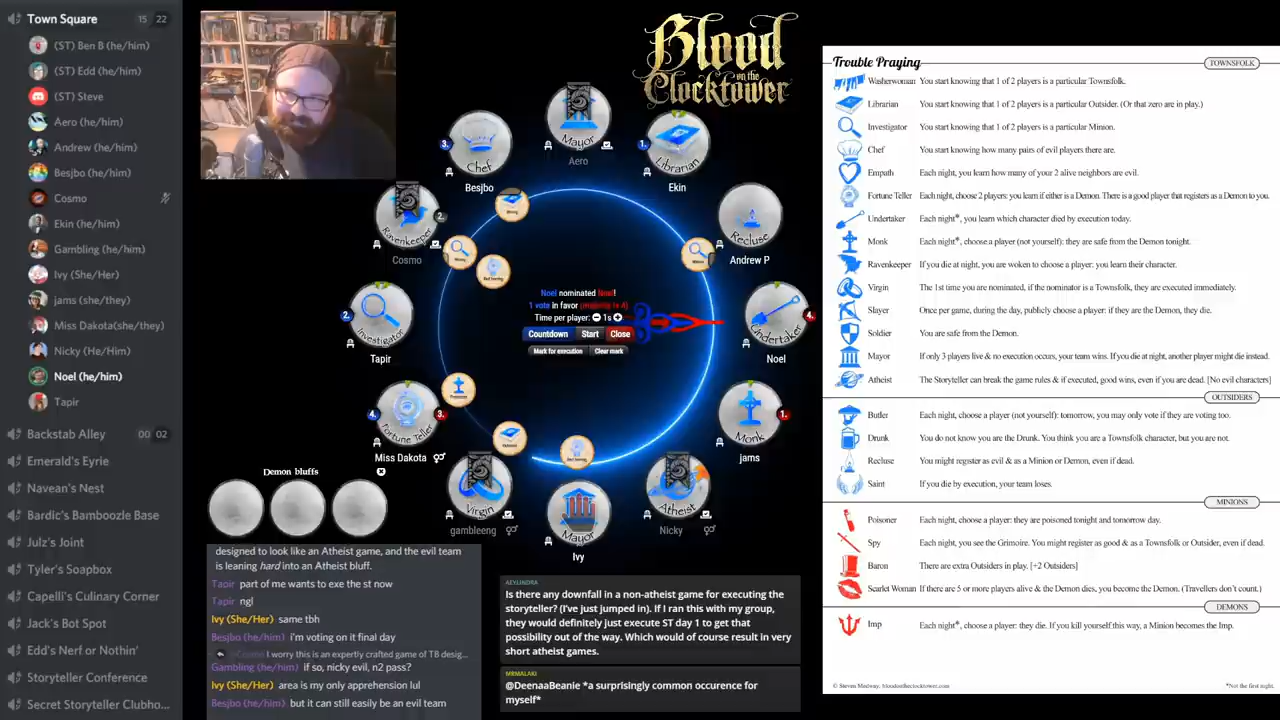 Town Square 15 22
(ST) Ben B (he/him)
(ST) Edd (he/him)
(ST) Steve
Aero (he/him)
Andrew (he/him)
Besjbo (he/him)
Cosmo
Ekin (he/him)
Gambling (he/him)
Ivy (She/Her)
jams (she/they)
Miss Dakota(she/they)
Nicky (He/Him)
Noel (he/him)
Tapir
Backstab Alley 00 02
Emerald's Eyrie
Navean's Nest
Bardic's Bamboozle Base
Julz's Joint
Tyler's Soapbox
Capelli's Culinary Corner
Jack's Bot Spot
Edd's Nerf or Nothin'
Storyteller Conference
Secret Storyteller Clubho...
Blood
on the
Clocktower
Mayor
Aero
Chef
Besjbo
3.
Librarian
Ekin
1.
Ravenkeeper
Cosmo
2.
Recluse
Andrew P
Investigator
Tapir
2.
Undertaker
Noel
4.
Fortune Teller
Miss Dakota
4.
3.
Monk
jams
1.
Virgin
gambleeng
Mayor
Ivy
Atheist
Nicky
Wrong
Noel nominated Noel!
1 vote in favor (majority is 4)
Time per player: 1s
Countdown Start Close
Mark for execution Clear mark
Demon bluffs
designed to look like an Atheist game, and the evil team
is leaning hard into an Atheist bluff.
Tapir part of me wants to exe the st now
Tapir ngl
Ivy (She/Her) same tbh
Besjbo (he/him) i'm voting on it final day
I worry this is an expertly crafted game of TB desig...
Gambling (he/him) if so, nicky evil, n2 pass?
Ivy (She/Her) area is my only apprehension lul
Besjbo (he/him) but it can still easily be an evil team
Is there any downfall in a non-atheist game for executing the
storyteller? (I've just jumped in). If I ran this with my group,
they would definitely just execute ST day 1 to get that
possibility out of the way. Which would of course result in very
short atheist games.
MRMALAKI
@DeenaaBeanie *a surprisingly common occurence for
myself*
Trouble Praying
TOWNSFOLK
Washerwoman You start knowing that 1 of 2 players is a particular Townsfolk.
Librarian You start knowing that 1 of 2 players is a particular Outsider. (Or that zero are in play.)
Investigator You start knowing that 1 of 2 players is a particular Minion.
Chef You start knowing how many pairs of evil players there are.
Empath Each night, you learn how many of your 2 alive neighbors are evil.
Fortune Teller Each night, choose 2 players: you learn if either is a Demon. There is a good player that registers as a Demon to you.
Undertaker Each night*, you learn which character died by execution today.
Monk Each night*, choose a player (not yourself): they are safe from the Demon tonight.
Ravenkeeper If you die at night, you are woken to choose a player: you learn their character.
Virgin The 1st time you are nominated, if the nominator is a Townsfolk, they are executed immediately.
Slayer Once per game, during the day, publicly choose a player: if they are the Demon, they die.
Soldier You are safe from the Demon.
Mayor If only 3 players live & no execution occurs, your team wins. If you die at night, another player might die instead.
Atheist The Storyteller can break the game rules & if executed, good wins, even if you are dead. [No evil characters]
OUTSIDERS
Butler Each night, choose a player (not yourself): tomorrow, you may only vote if they are voting too.
Drunk You do not know you are the Drunk. You think you are a Townsfolk character, but you are not.
Recluse You might register as evil & as a Minion or Demon, even if dead.
Saint If you die by execution, your team loses.
MINIONS
Poisoner Each night, choose a player: they are poisoned tonight and tomorrow day.
Spy Each night, you see the Grimoire. You might register as good & as a Townsfolk or Outsider, even if dead.
Baron There are extra Outsiders in play. [+2 Outsiders]
Scarlet Woman If there are 5 or more players alive & the Demon dies, you become the Demon. (Travellers don't count.)
DEMONS
Imp Each night*, choose a player: they die. If you kill yourself this way, a Minion becomes the Imp.
© Steven Medway, bloodontheclocktower.com
*Not the first night.